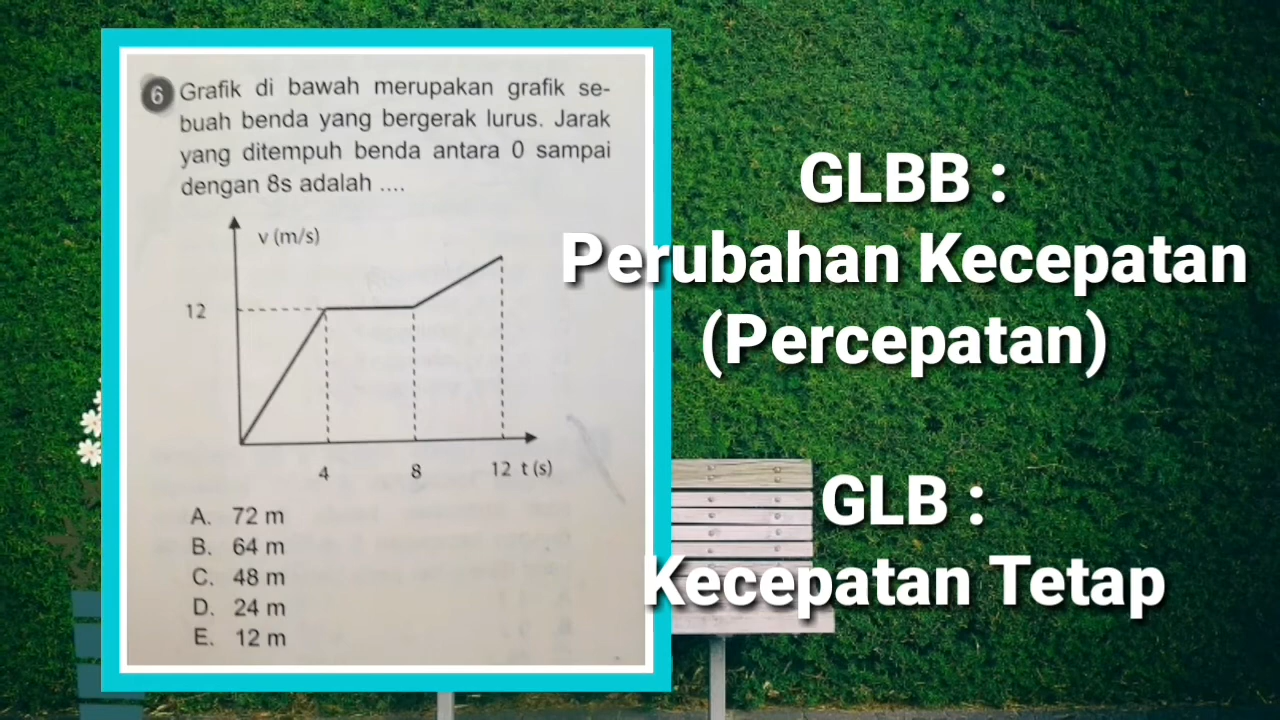 6 Grafik di bawah merupakan grafik se-
buah benda yang bergerak lurus. Jarak
yang ditempuh benda antara 0 sampai
dengan 8s adalah ....
v (m/s)
12
4 8 12 t (s)
A. 72 m
B. 64 m
C. 48 m
D. 24 m
E. 12 m
GLBB :
Perubahan Kecepatan
(Percepatan)
GLB :
Kecepatan Tetap